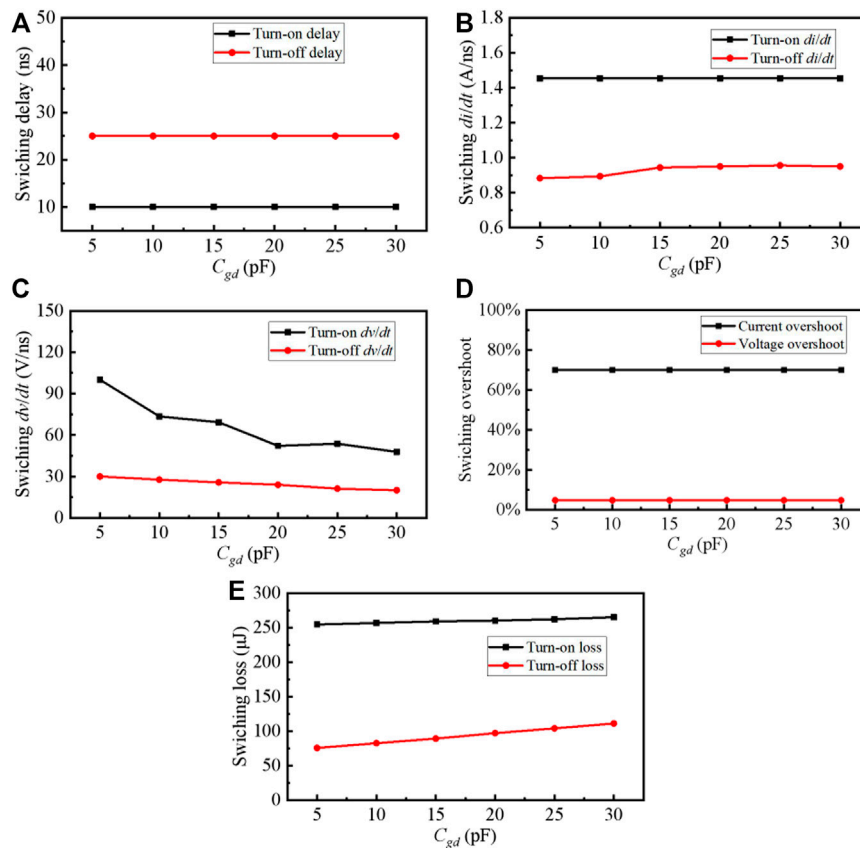 A
Swiching delay (ns)
50
40
30
20
10
Turn-on delay
Turn-off delay
5 10 15 20 25 30
C_gd (pF)
B
Swiching di/dt (A/ns)
1.8
1.6
1.4
1.2
1.0
0.8
0.6
Turn-on di/dt
Turn-off di/dt
5 10 15 20 25 30
C_gd (pF)
C
Swiching dv/dt (V/ns)
150
120
90
60
30
0
Turn-on dv/dt
Turn-off dv/dt
5 10 15 20 25 30
C_gd (pF)
D
Swiching overshoot
100%
80%
60%
40%
20%
0%
Current overshoot
Voltage overshoot
5 10 15 20 25 30
C_gd (pF)
E
Swiching loss (μJ)
300
250
200
150
100
50
0
Turn-on loss
Turn-off loss
5 10 15 20 25 30
C_gd (pF)